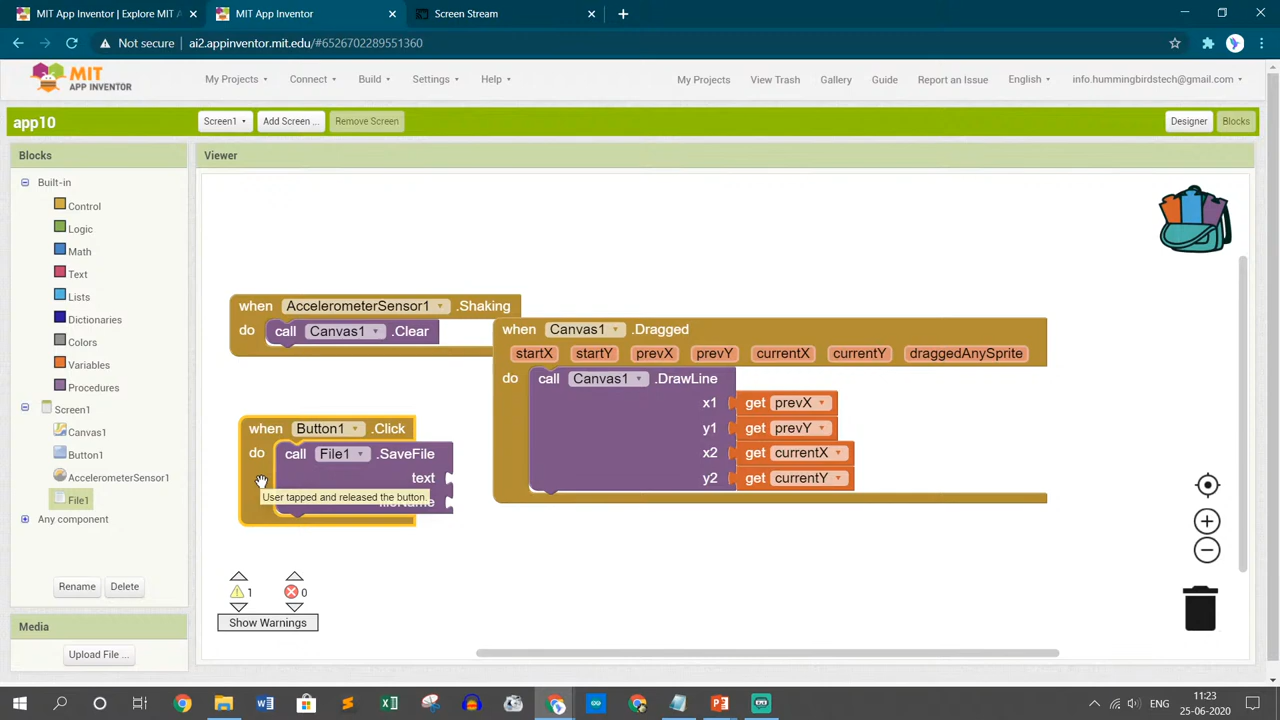 MIT App Inventor | Explore MIT A
MIT App Inventor
Screen Stream
Not secure
ai2.appinventor.mit.edu/#6526702289551360
MIT
APP INVENTOR
My Projects
Connect
Build
Settings
Help
My Projects
View Trash
Gallery
Guide
Report an Issue
English
info.hummingbirdstech@gmail.com
app10
Screen1
Add Screen ...
Remove Screen
Designer
Blocks
Blocks
Viewer
Built-in
Control
Logic
Math
Text
Lists
Dictionaries
Colors
Variables
Procedures
Screen1
Canvas1
Button1
AccelerometerSensor1
File1
Any component
Rename
Delete
Media
Upload File ...
when AccelerometerSensor1 .Shaking
do call Canvas1 .Clear
when Canvas1 .Dragged
startX startY prevX prevY currentX currentY draggedAnySprite
do call Canvas1 .DrawLine
x1 get prevX
y1 get prevY
x2 get currentX
y2 get currentY
when Button1 .Click
do call File1 .SaveFile
text
User tapped and released the button.
1
0
Show Warnings
ENG
11:23
25-06-2020